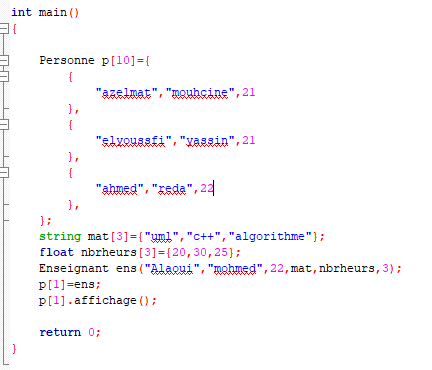 int main()
{
Personne p[10]={
{
"azelmat","mouhcine",21
},
{
"elyoussfi","yassin",21
},
{
"ahmed","reda",22
},
};
string mat[3]={"uml","c++","algorithme"};
float nbrheurs[3]={20,30,25};
Enseignant ens("Alaoui","mohmed",22,mat,nbrheurs,3);
p[1]=ens;
p[1].affichage();
return 0;
}